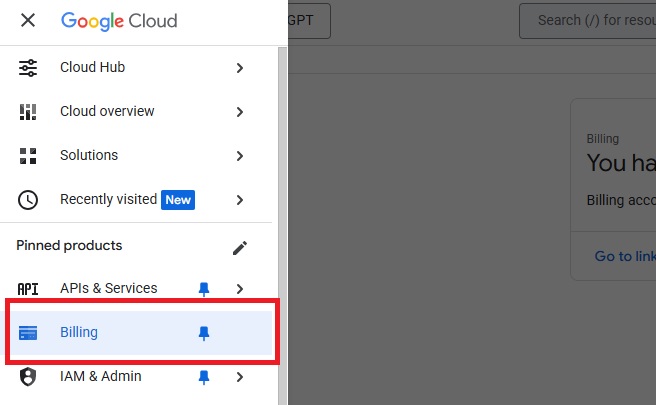 Google Cloud
GPT
Search (/) for resou
Cloud Hub
Cloud overview
Solutions
Recently visited New
Pinned products
API APIs & Services
Billing
IAM & Admin
Billing
You ha
Billing acco
Go to link